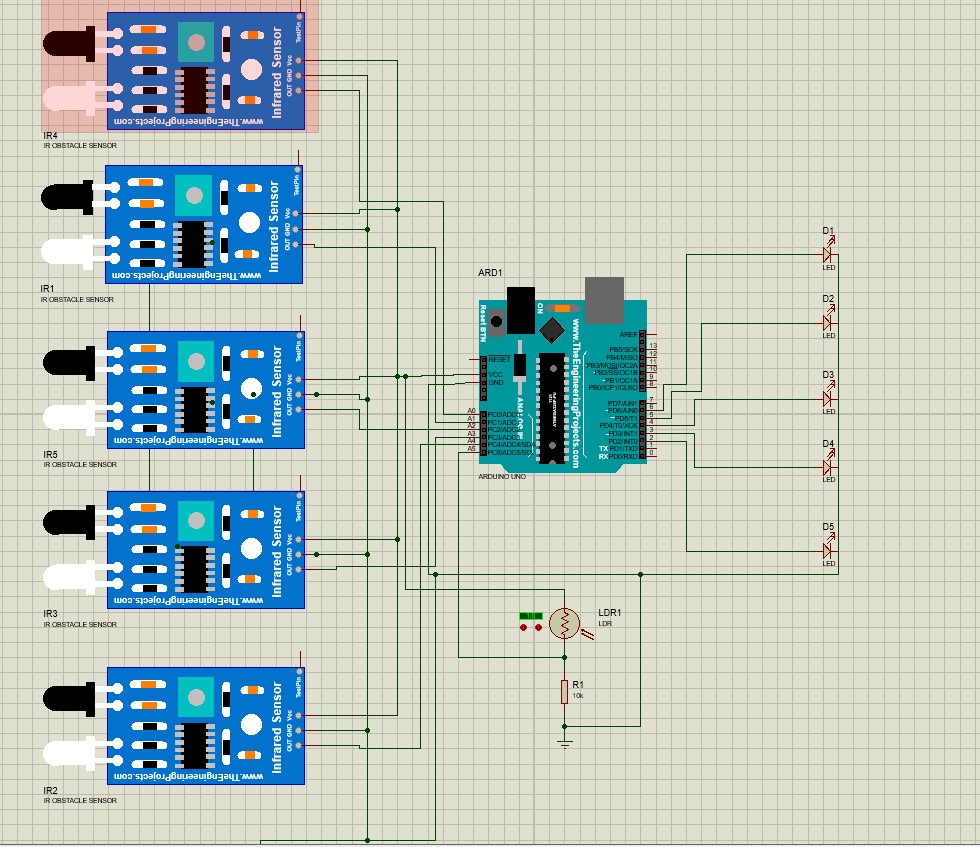 TestPin
Vcc
GND
OUT
Infrared Sensor
www.TheEngineeringProjects.com
IR4
IR OBSTACLE SENSOR
TestPin
Vcc
GND
OUT
Infrared Sensor
www.TheEngineeringProjects.com
IR1
IR OBSTACLE SENSOR
TestPin
Vcc
GND
OUT
Infrared Sensor
www.TheEngineeringProjects.com
IR5
IR OBSTACLE SENSOR
TestPin
Vcc
GND
OUT
Infrared Sensor
www.TheEngineeringProjects.com
IR3
IR OBSTACLE SENSOR
TestPin
Vcc
GND
OUT
Infrared Sensor
www.TheEngineeringProjects.com
IR2
IR OBSTACLE SENSOR
ARD1
Reset BTN
ON
www.TheEngineeringProjects.com
RESET
VCC
GND
A0
A1
A2
A3
A4
A5
PC0/ADC0
PC1/ADC1
PC2/ADC2
PC3/ADC3
PC4/ADC4/SDA
PC5/ADC5/SCL
AREF
PB5/SCK
PB4/MISO
PB3/MOSI/OC2A
PB2/SS/OC1B
PB1/OC1A
PB0/ICP1/CLKO
PD7/AIN1
PD6/AIN0
PD5/T1
PD4/T0/XCK
PD3/INT1
PD2/INT0
TX PD1/TXD
RX PD0/RXD
13
12
11
10
9
8
7
6
5
4
3
2
1
0
ARDUINO UNO
D1
LED
D2
LED
D3
LED
D4
LED
D5
LED
LDR1
LDR
R1
10k